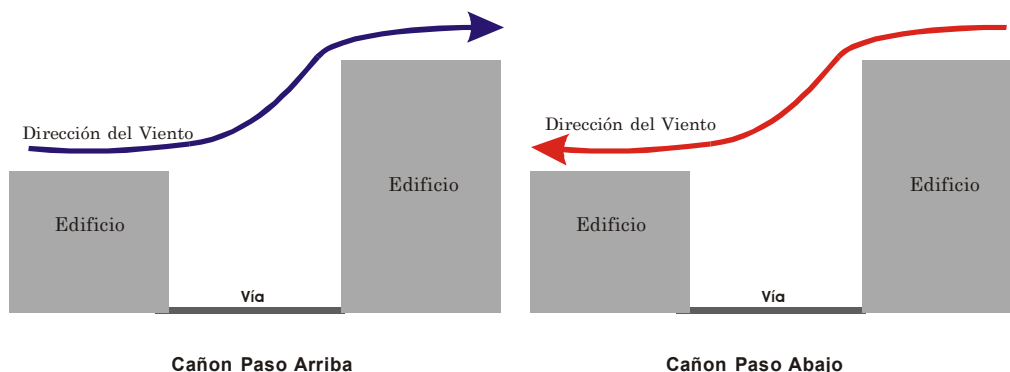 Dirección del Viento
Edificio
Edificio
Vía
Cañon Paso Arriba
Dirección del Viento
Edificio
Edificio
Vía
Cañon Paso Abajo